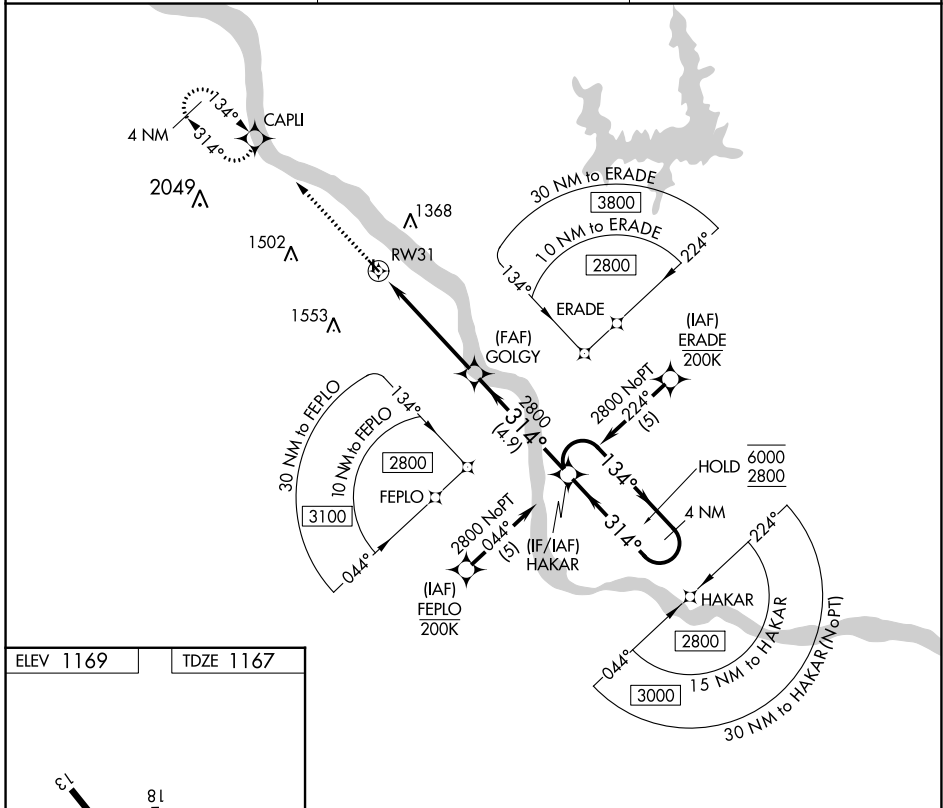 CAPLI
134°
314°
4 NM
2049
1368
1502
RW31
1553
30 NM to ERADE
3800
10 NM to ERADE
2800
134°
224°
ERADE
(IAF)
ERADE
200K
2800 NoPT
224°
(5)
(FAF)
GOLGY
2800
314°
(4.9)
30 NM to FEPLO
10 NM to FEPLO
134°
2800
FEPLO
3100
044°
2800 NoPT
044°
(5)
(IAF)
FEPLO
200K
(IF/IAF)
HAKAR
134°
314°
HOLD
6000
2800
4 NM
224°
HAKAR
044°
2800
15 NM to HAKAR
3000
30 NM to HAKAR (NoPT)
ELEV 1169
TDZE 1167
13
18